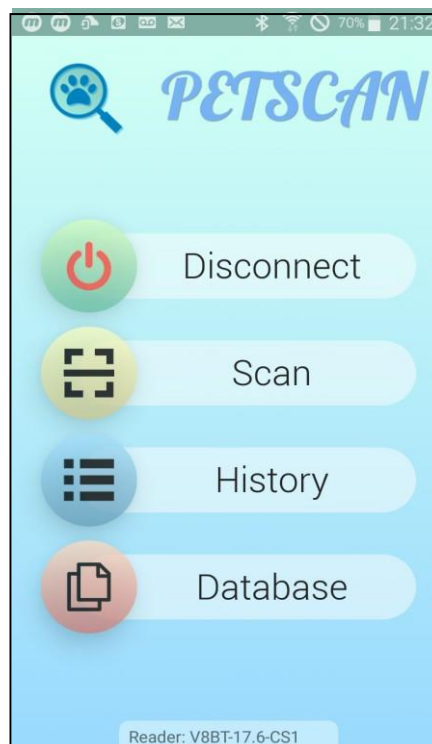 70% 21:32
PETSCAN
Disconnect
Scan
History
Database
Reader: V8BT-17.6-CS1